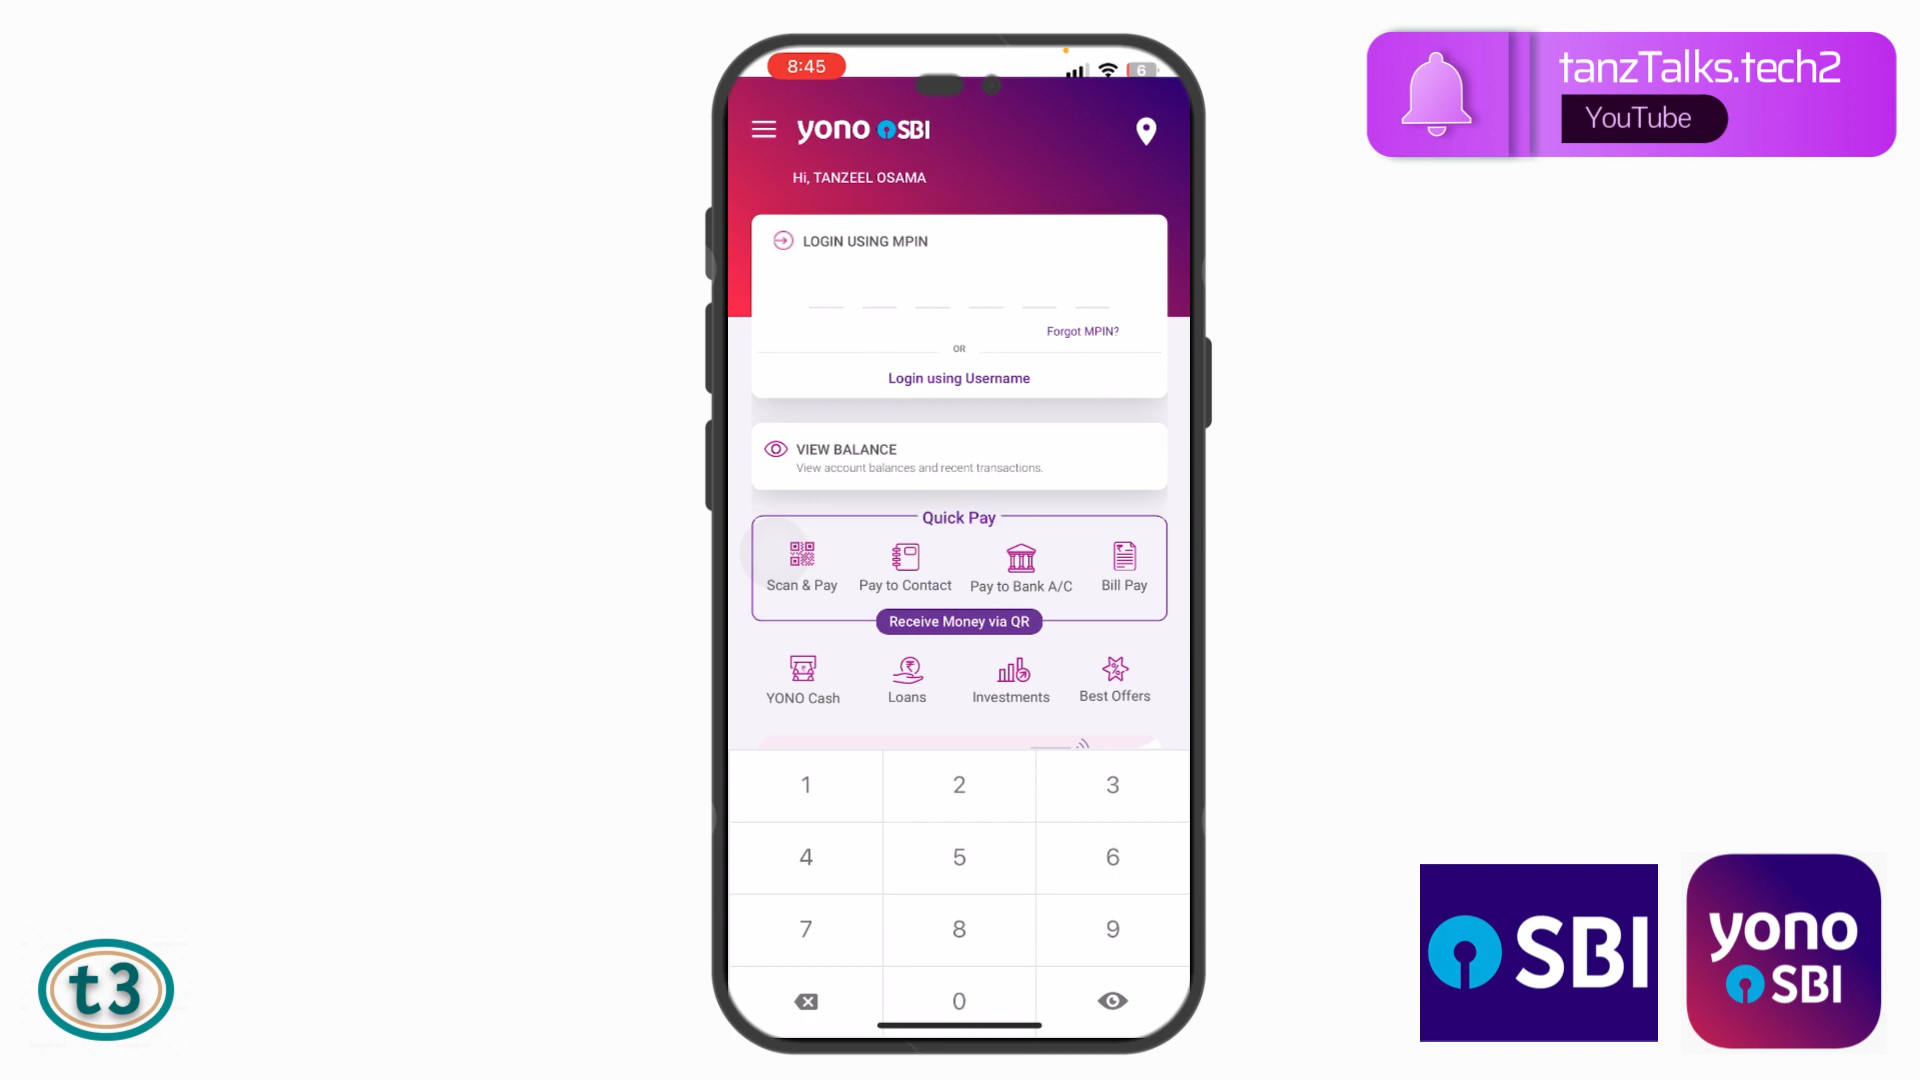 8:45
6
yono SBI
Hi, TANZEEL OSAMA
LOGIN USING MPIN
Forgot MPIN?
OR
Login using Username
VIEW BALANCE
View account balances and recent transactions.
Quick Pay
Scan & Pay
Pay to Contact
Pay to Bank A/C
Bill Pay
Receive Money via QR
YONO Cash
Loans
Investments
Best Offers
1 2 3
4 5 6
7 8 9
0
tanzTalks.tech2
YouTube
t3
SBI
yono
SBI